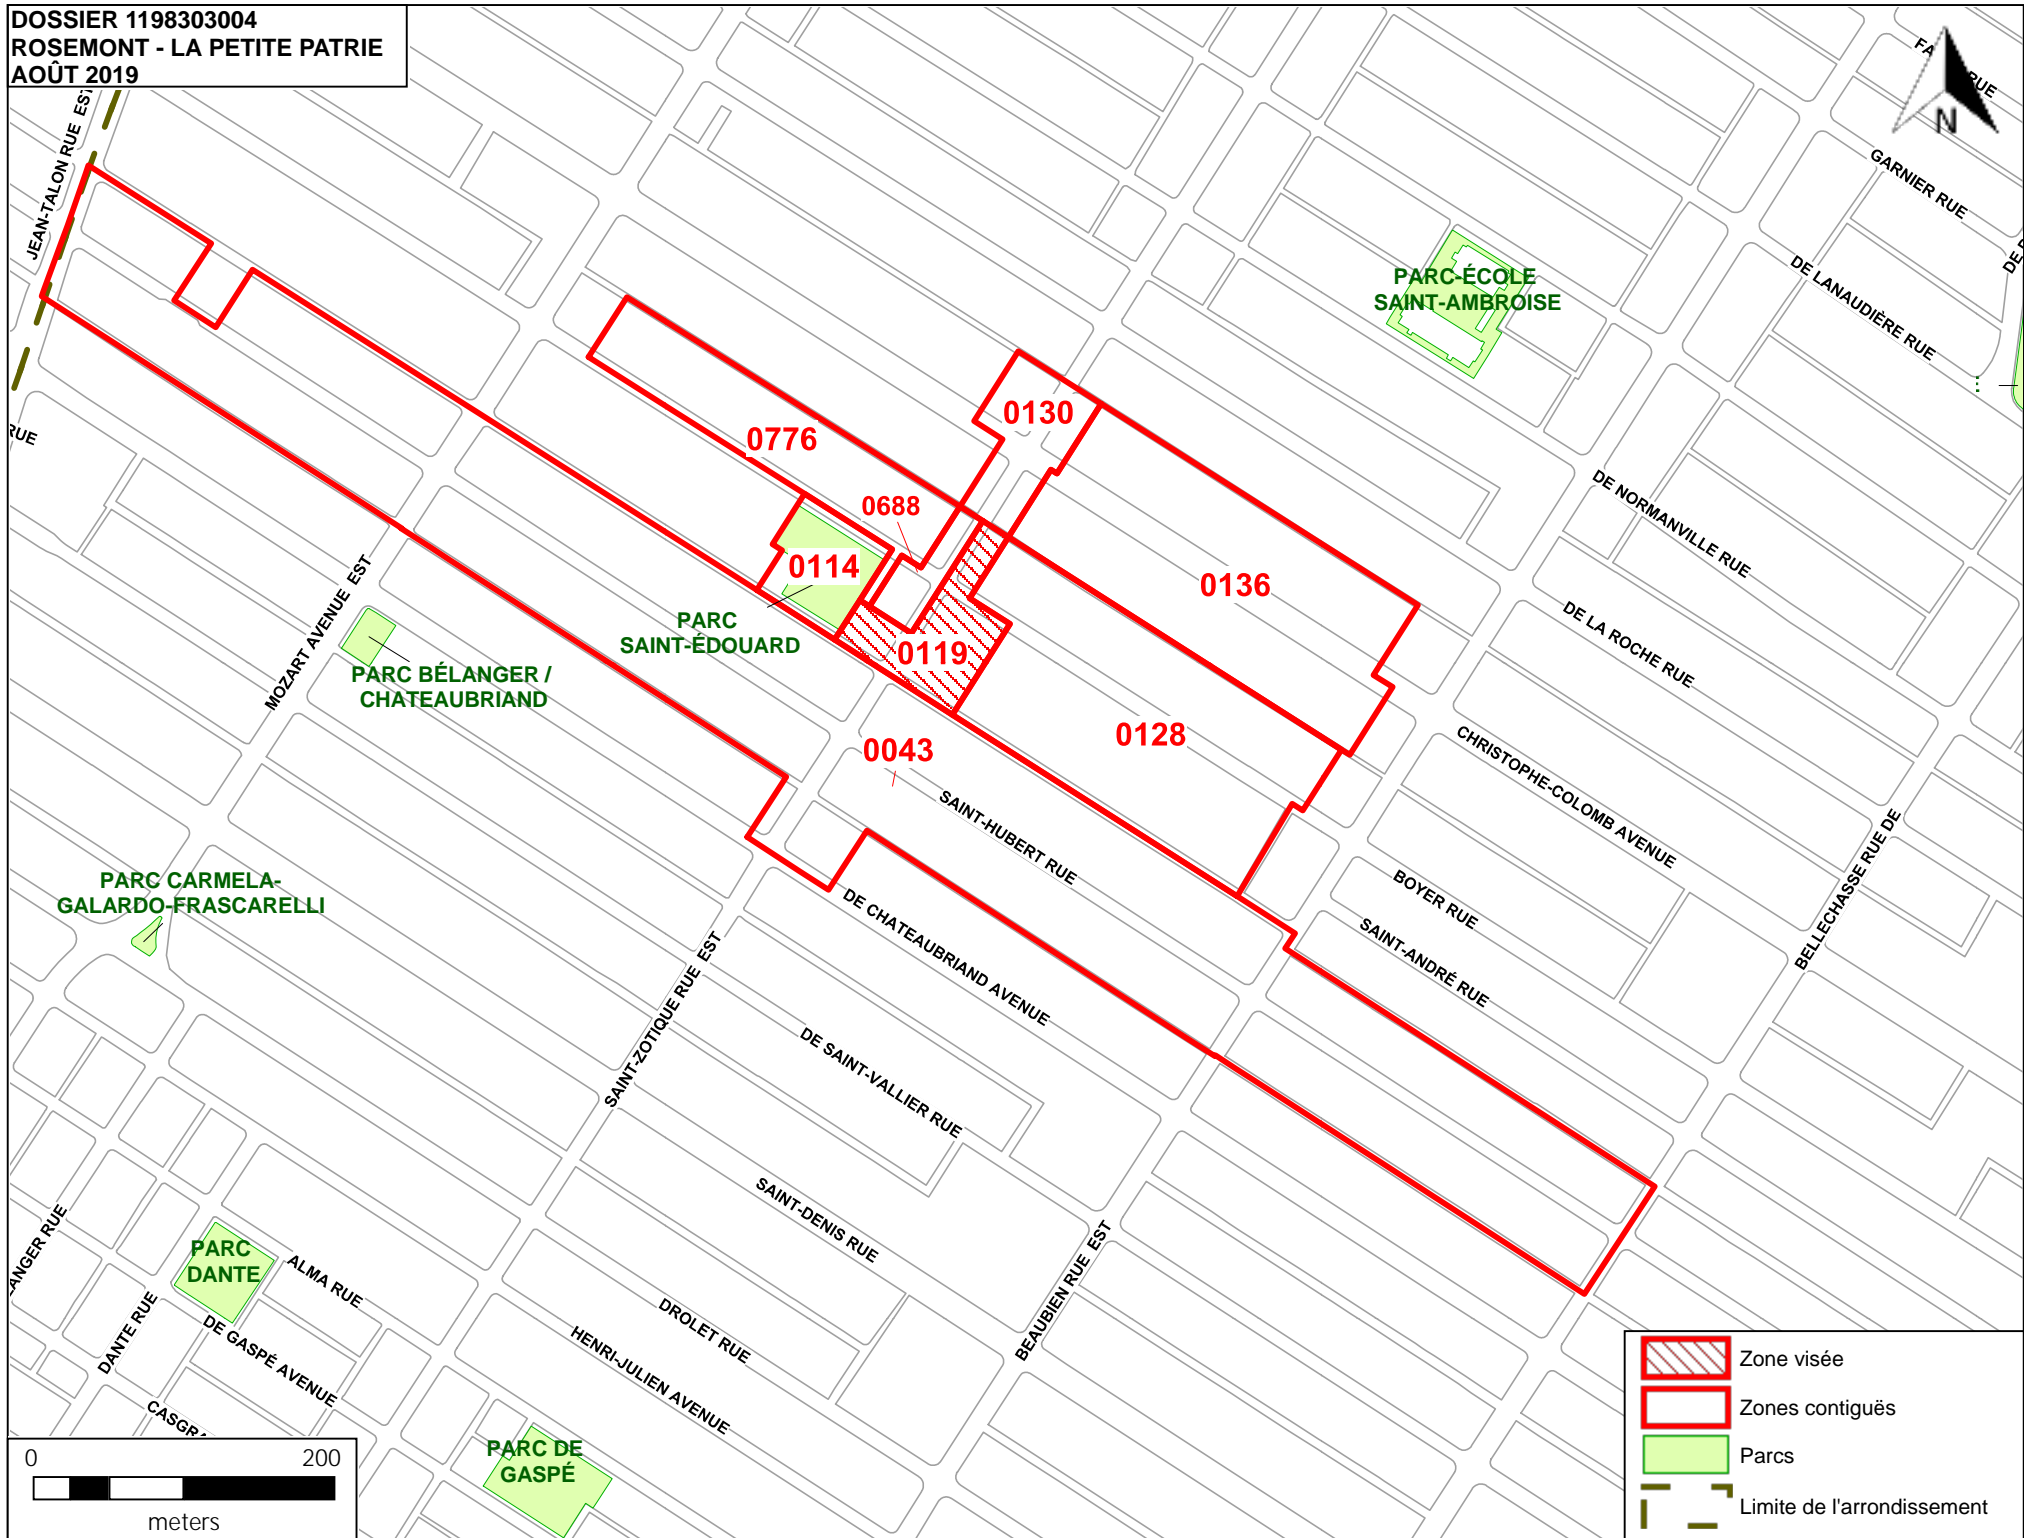 DOSSIER 1198303004
ROSEMONT - LA PETITE PATRIE
AOÛT 2019
N
GARNIER RUE
DE LANAUDIÈRE RUE
JEAN-TALON RUE EST
PARC-ÉCOLE
SAINT-AMBROISE
0130
0776
0688
0114
0136
DE NORMANVILLE RUE
RUE
PARC
SAINT-ÉDOUARD
0119
DE LA ROCHE RUE
MOZART AVENUE EST
PARC BÉLANGER /
CHATEAUBRIAND
0128
0043
CHRISTOPHE-COLOMB AVENUE
SAINT-HUBERT RUE
BOYER RUE
BELLECHASSE RUE DE
PARC CARMELA-
GALARDO-FRASCARELLI
DE CHATEAUBRIAND AVENUE
SAINT-ANDRÉ RUE
SAINT-ZOTIQUE RUE EST
DE SAINT-VALLIER RUE
SAINT-DENIS RUE
BEAUBIEN RUE EST
PARC
DANTE
ALMA RUE
DANTE RUE
DE GASPÉ AVENUE
DROLET RUE
HENRI-JULIEN AVENUE
PARC DE
GASPÉ
Zone visée
Zones contiguës
Parcs
Limite de l'arrondissement
0 200
meters